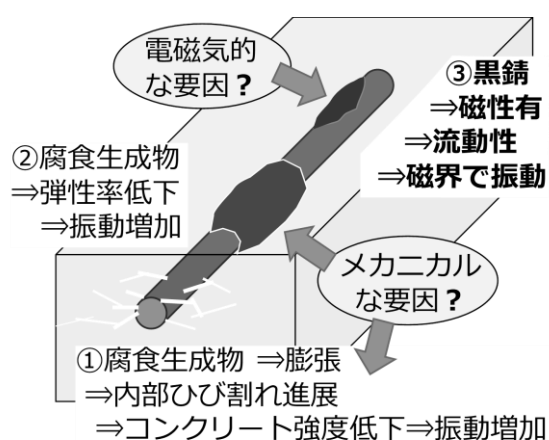 電磁気的
な要因？
③黒錆
⇒磁性有
⇒流動性
⇒磁界で振動
②腐食生成物
⇒弾性率低下
⇒振動増加
メカニカル
な要因？
①腐食生成物 ⇒膨張
⇒内部ひび割れ進展
⇒コンクリート強度低下⇒振動増加